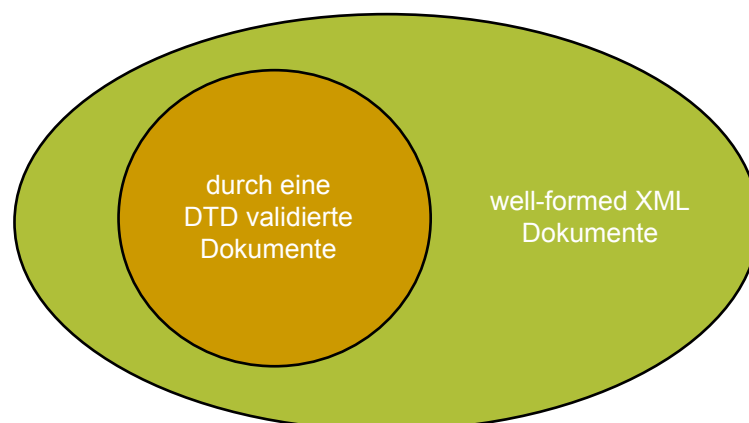 durch eine
DTD validierte
Dokumente
well-formed XML
Dokumente